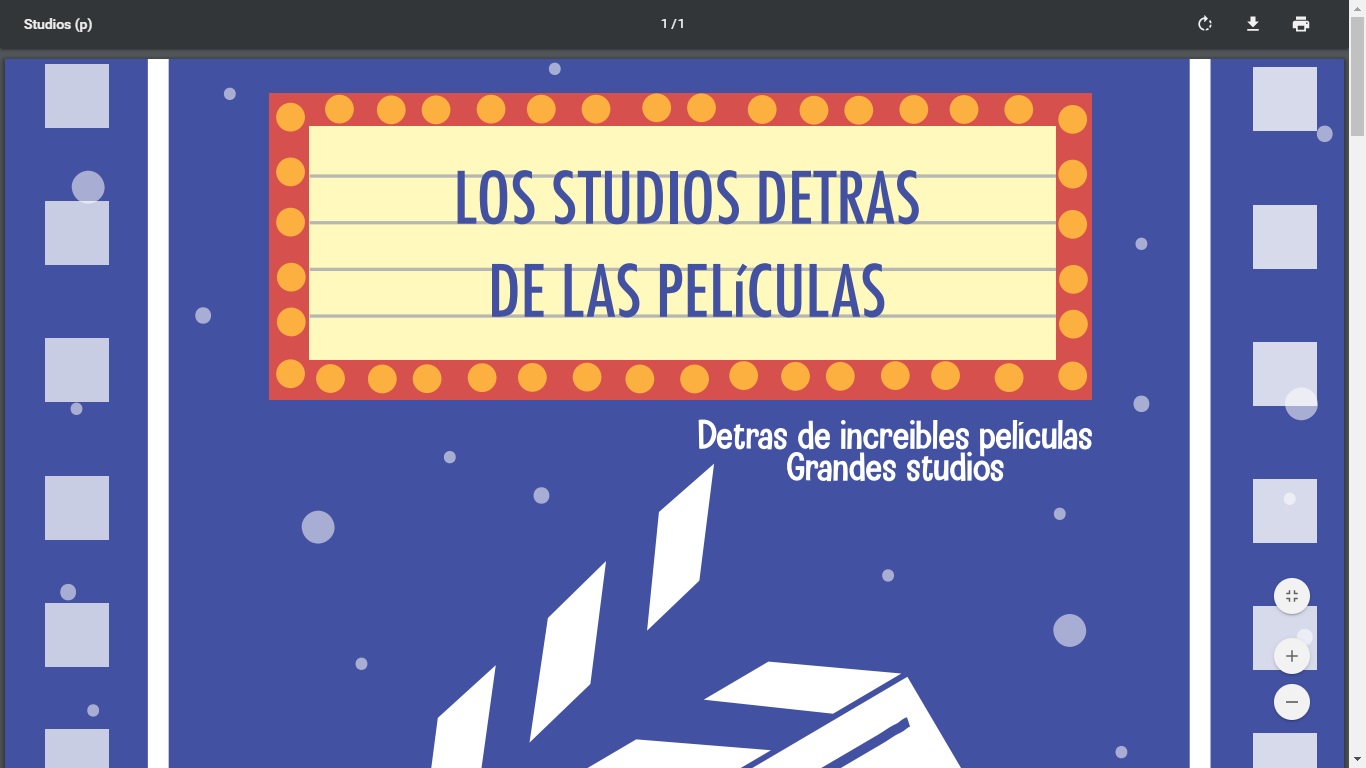 Studios (p)
1 / 1
LOS STUDIOS DETRAS
DE LAS PELíCULAS
Detras de increibles películas
Grandes studios